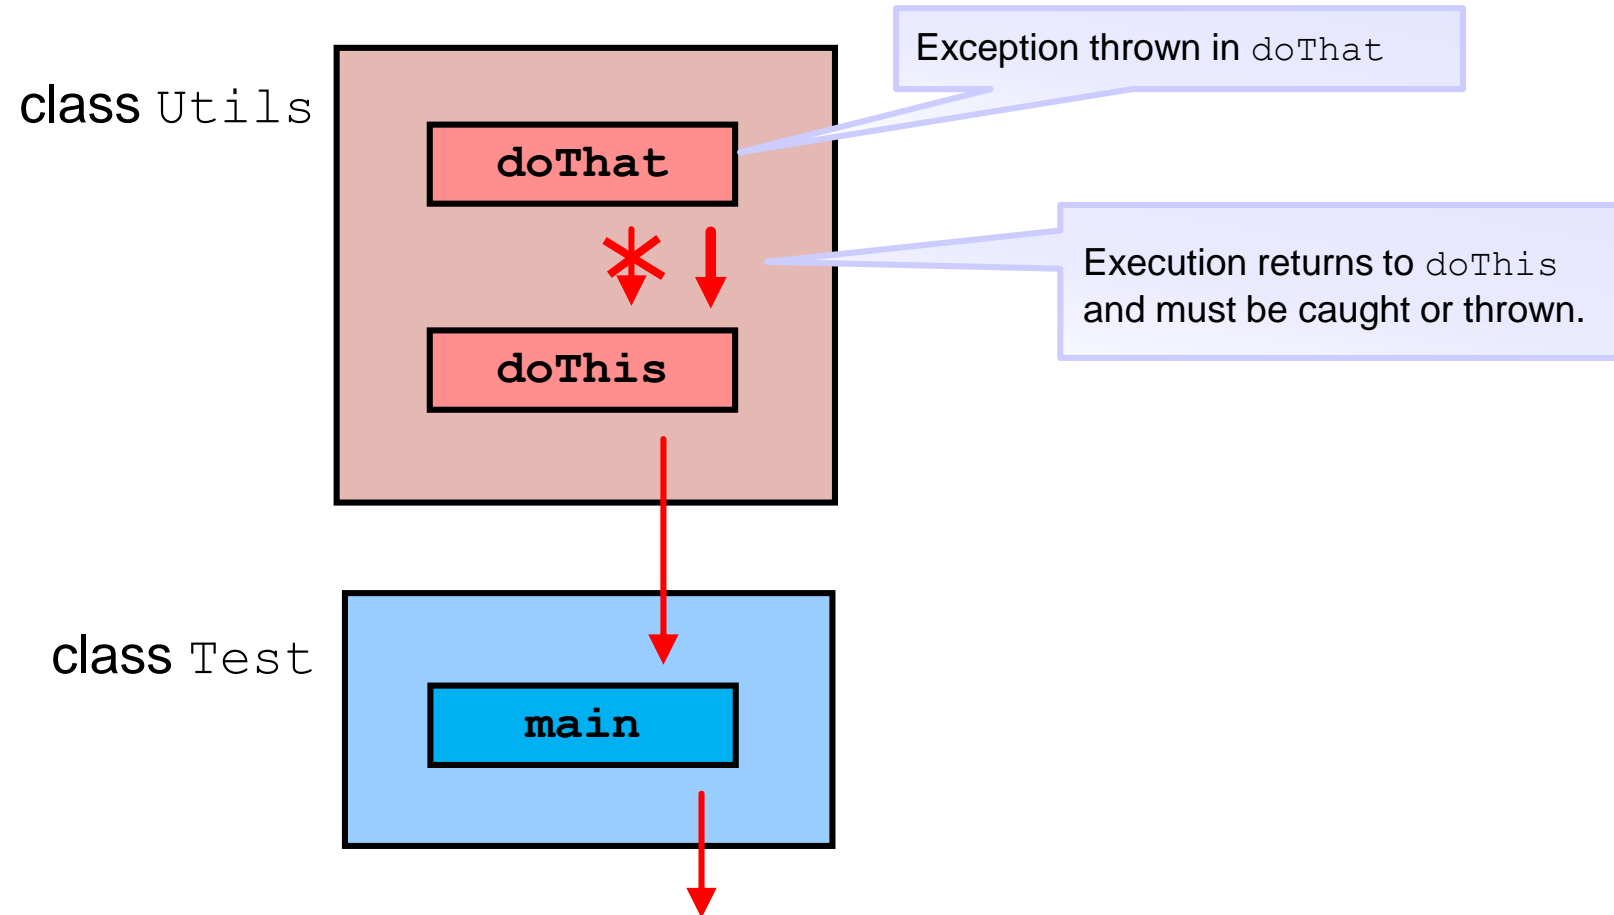 Exception thrown in doThat
class Utils
doThat
Execution returns to doThis
and must be caught or thrown.
doThis
class Test
main